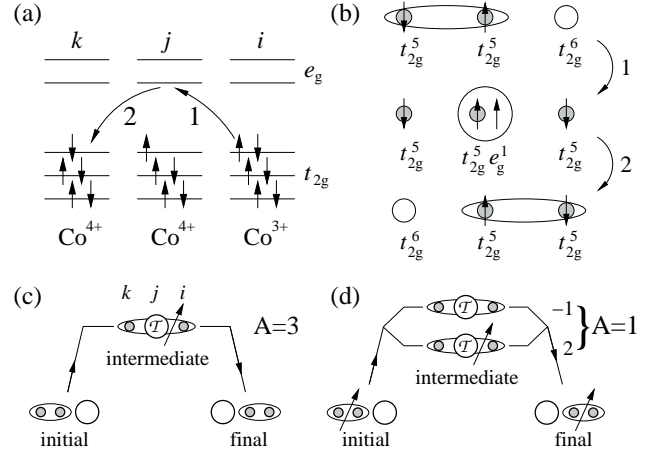 (a)
k j i
e_g
2 1
t_2g
Co^4+ Co^4+ Co^3+
(b)
t_2g^5 t_2g^5 t_2g^6
1
t_2g^5 t_2g^5 e_g^1 t_2g^5
2
t_2g^6 t_2g^5 t_2g^5
(c)
k j i
𝒯
A=3
intermediate
initial final
(d)
𝒯
−1
A=1
𝒯
2
intermediate
initial final